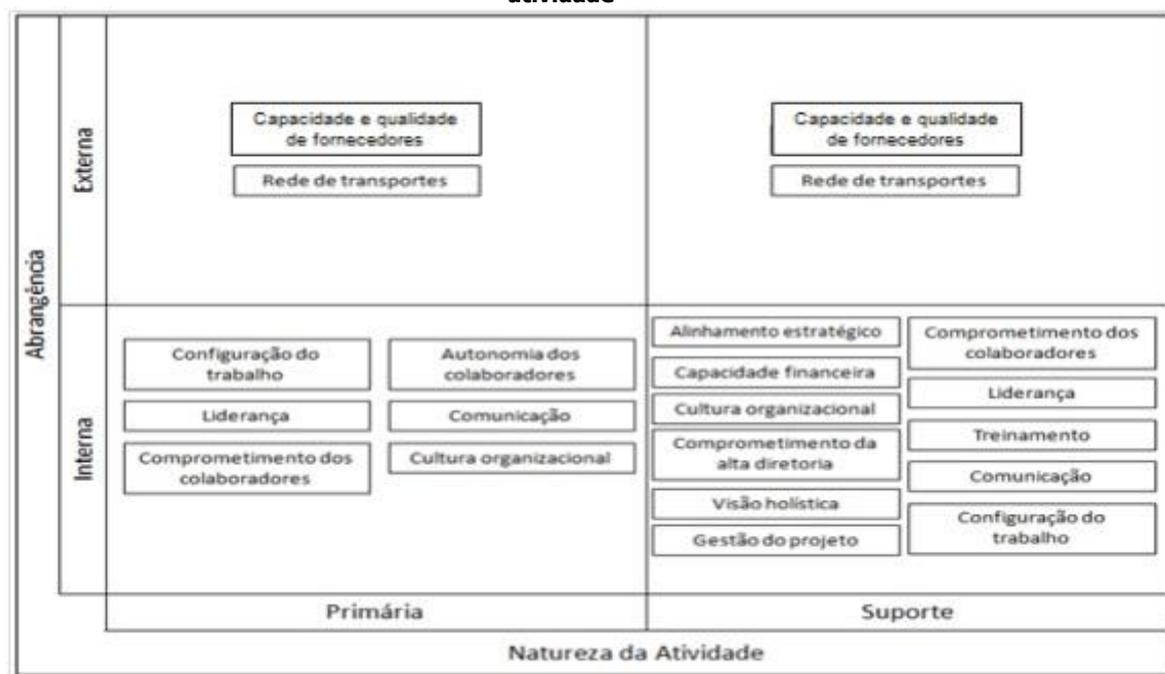 atividade
Abrangência
Externa
Capacidade e qualidade
de fornecedores
Rede de transportes
Capacidade e qualidade
de fornecedores
Rede de transportes
Interna
Configuração do
trabalho
Liderança
Comprometimento dos
colaboradores
Autonomia dos
colaboradores
Comunicação
Cultura organizacional
Alinhamento estratégico
Capacidade financeira
Cultura organizacional
Comprometimento da
alta diretoria
Visão holística
Gestão do projeto
Comprometimento dos
colaboradores
Liderança
Treinamento
Comunicação
Configuração do
trabalho
Primária
Suporte
Natureza da Atividade